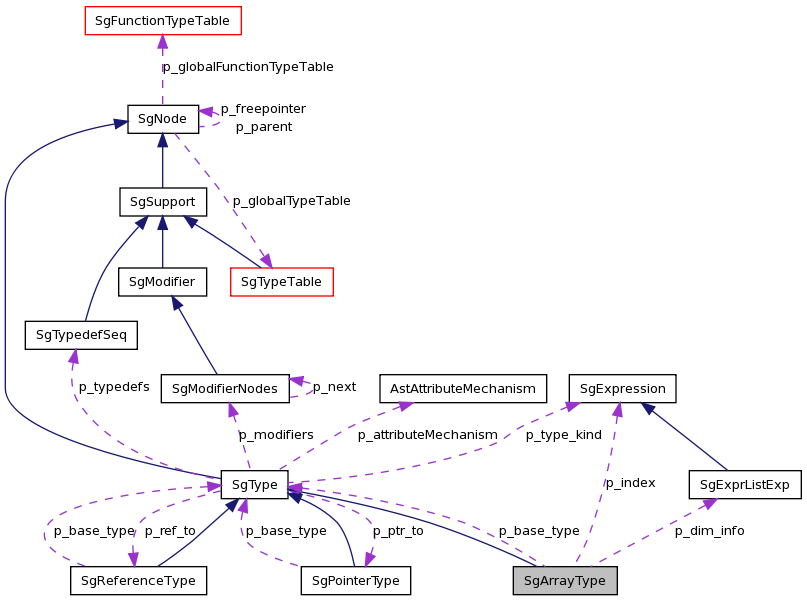 SgFunctionTypeTable
p_globalFunctionTypeTable
SgNode
p_freepointer
p_parent
SgSupport
p_globalTypeTable
SgModifier
SgTypeTable
SgTypedefSeq
SgModifierNodes
p_next
AstAttributeMechanism
SgExpression
p_typedefs
p_modifiers
p_attributeMechanism
p_type_kind
p_index
SgType
SgExprListExp
p_base_type
p_ref_to
p_base_type
p_ptr_to
p_base_type
p_dim_info
SgReferenceType
SgPointerType
SgArrayType